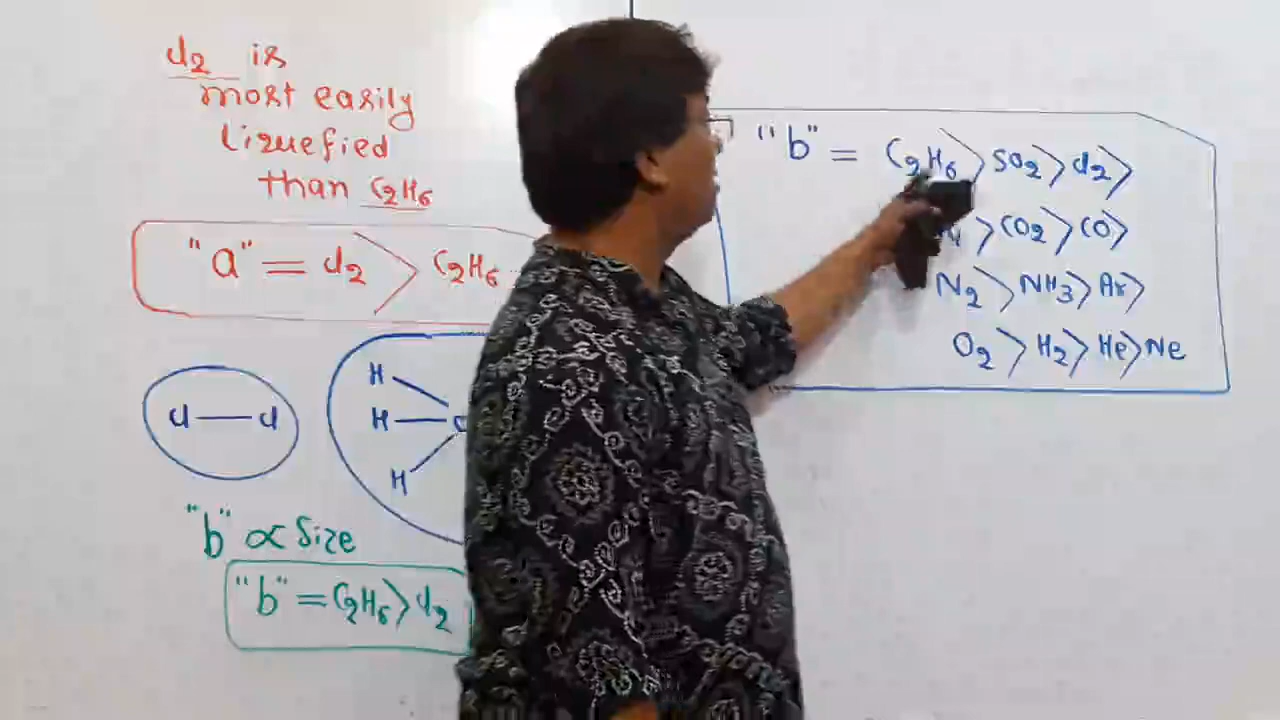 Cl2 is
most easily
liquefied
than C2H6
"a" = Cl2 > C2H6
Cl — Cl
H
H
H
"b" ∝ Size
"b" = C2H6 > Cl2
"b" = C2H6 > SO2 > Cl2 >
> CO2 > CO >
N2 > NH3 > Ar >
O2 > H2 > He > Ne